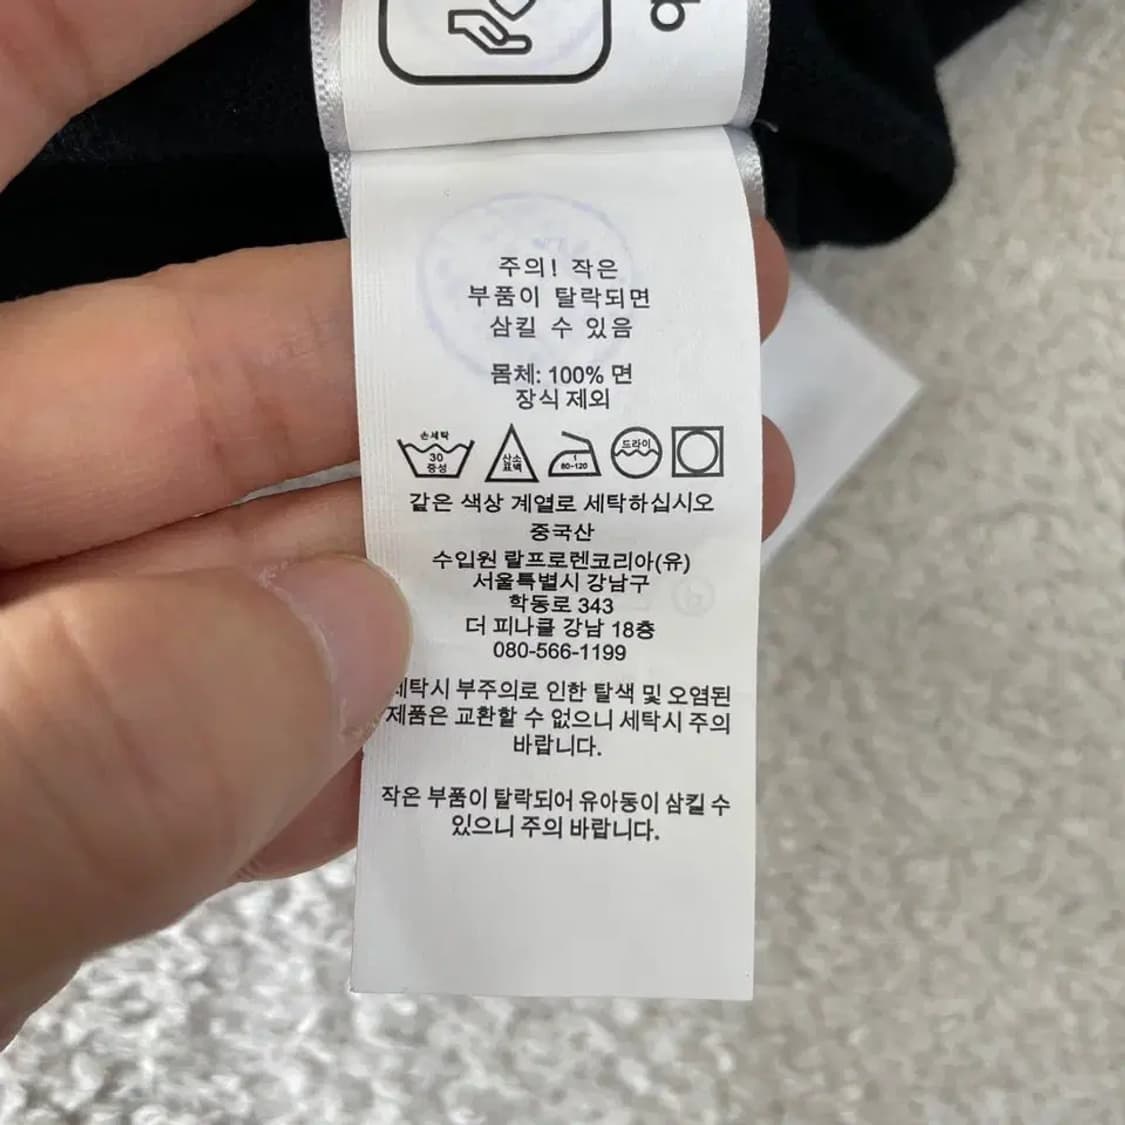 주의! 작은
부품이 탈락되면
삼킬 수 있음
몸체: 100% 면
장식 제외
손세탁
30
중성
산소
표백
1
80-120
드라이
같은 색상 계열로 세탁하십시오
중국산
수입원 랄프로렌코리아(유)
서울특별시 강남구
학동로 343
더 피나클 강남 18층
080-566-1199
세탁시 부주의로 인한 탈색 및 오염된
제품은 교환할 수 없으니 세탁시 주의
바랍니다.
작은 부품이 탈락되어 유아동이 삼킬 수
있으니 주의 바랍니다.